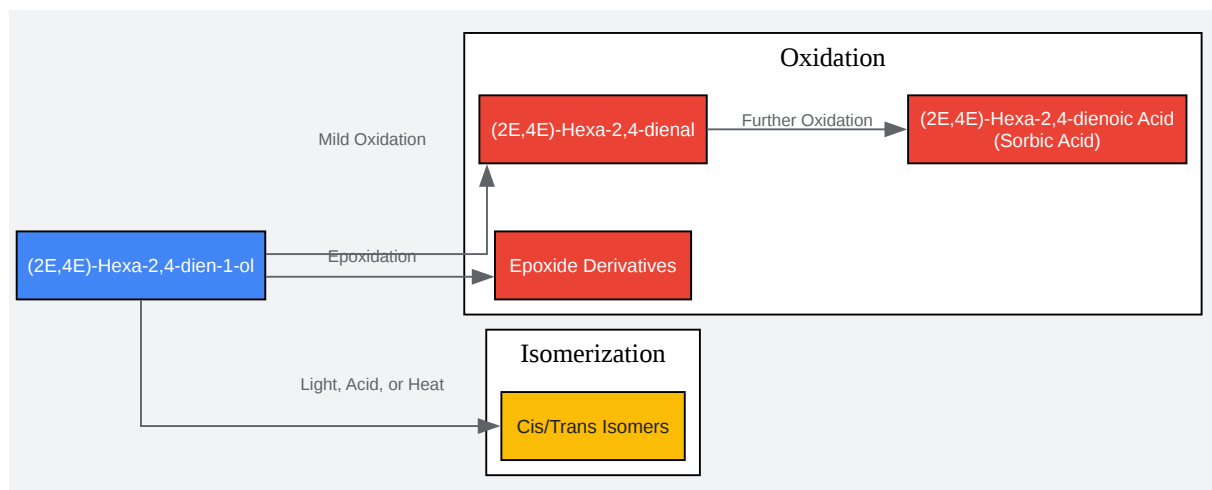 Oxidation
(2E,4E)-Hexa-2,4-dienal
Further Oxidation
(2E,4E)-Hexa-2,4-dienoic Acid
(Sorbic Acid)
Mild Oxidation
(2E,4E)-Hexa-2,4-dien-1-ol
Epoxidation
Epoxide Derivatives
Isomerization
Light, Acid, or Heat
Cis/Trans Isomers